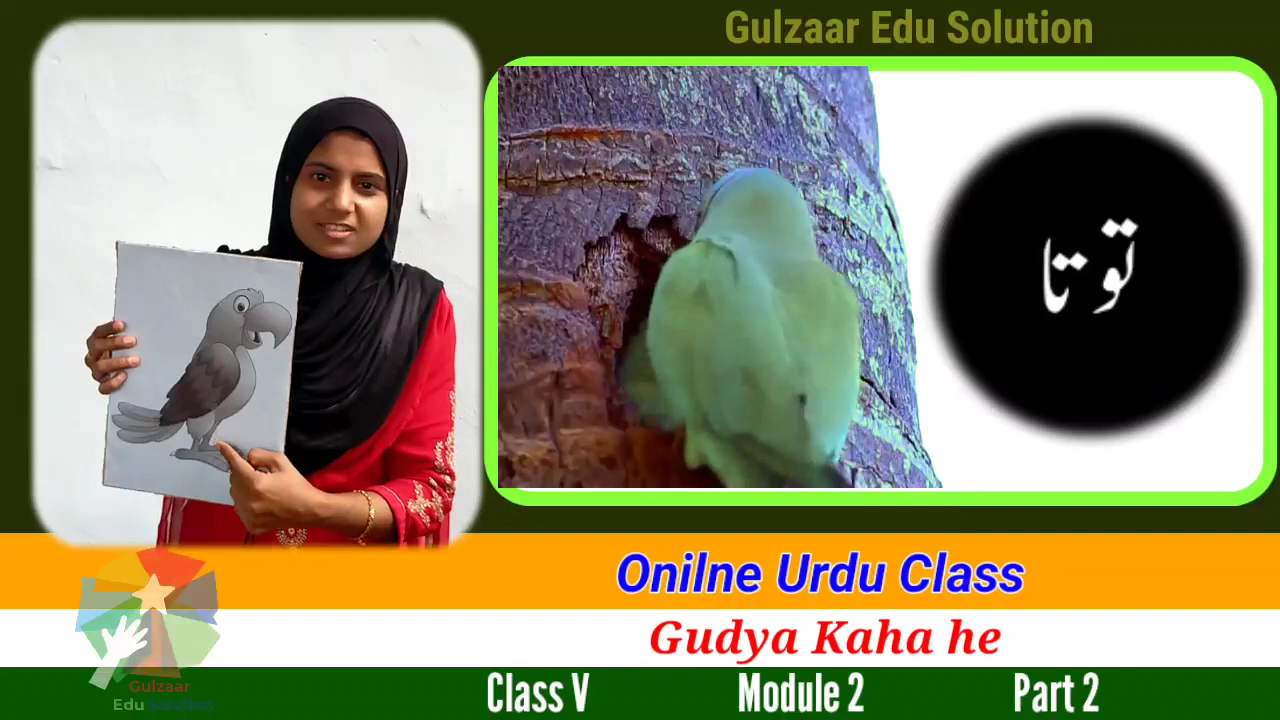 Gulzaar Edu Solution
توتا
Onilne Urdu Class
Gudya Kaha he
Class V Module 2 Part 2
Gulzaar
Edu Solution